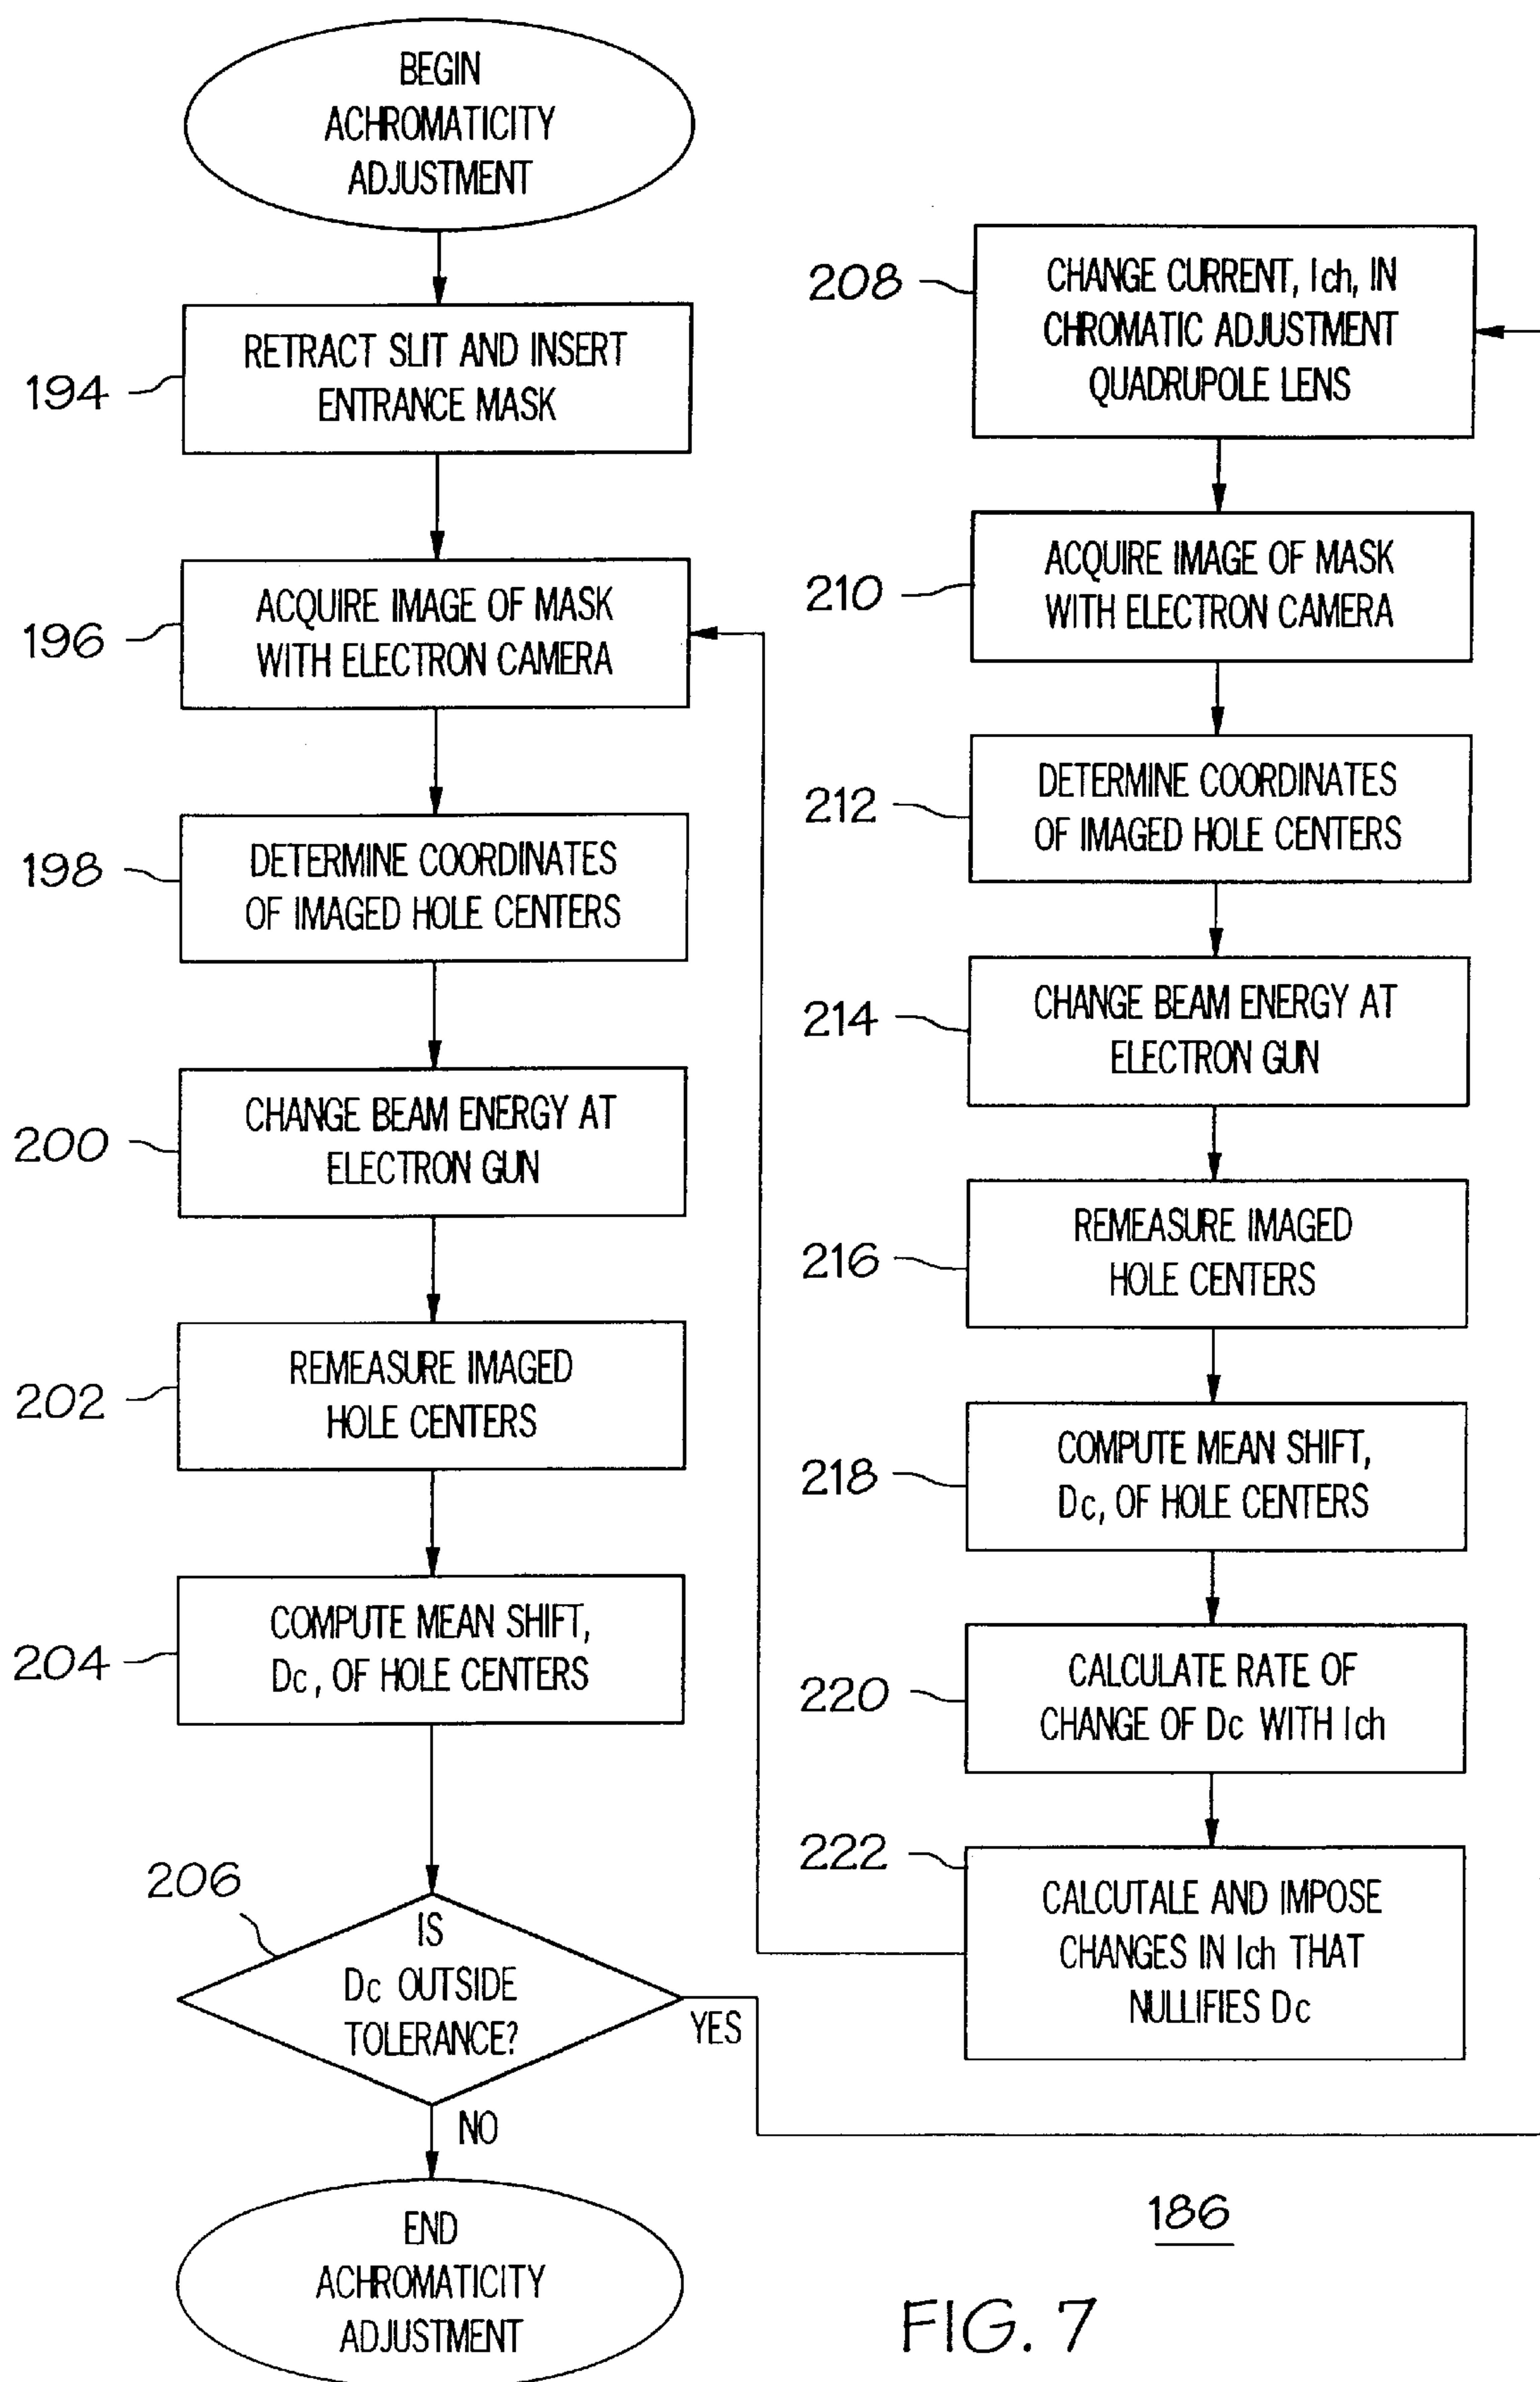 BEGIN
ACHROMATICITY
ADJUSTMENT
194
RETRACT SLIT AND INSERT
ENTRANCE MASK
196
ACQUIRE IMAGE OF MASK
WITH ELECTRON CAMERA
198
DETERMINE COORDINATES
OF IMAGED HOLE CENTERS
200
CHANGE BEAM ENERGY AT
ELECTRON GUN
202
REMEASURE IMAGED
HOLE CENTERS
204
COMPUTE MEAN SHIFT,
Dc, OF HOLE CENTERS
206
IS
Dc OUTSIDE
TOLERANCE?
YES
NO
END
ACHROMATICITY
ADJUSTMENT
208
CHANGE CURRENT, Ich, IN
CHROMATIC ADJUSTMENT
QUADRUPOLE LENS
210
ACQUIRE IMAGE OF MASK
WITH ELECTRON CAMERA
212
DETERMINE COORDINATES
OF IMAGED HOLE CENTERS
214
CHANGE BEAM ENERGY AT
ELECTRON GUN
216
REMEASURE IMAGED
HOLE CENTERS
218
COMPUTE MEAN SHIFT,
Dc, OF HOLE CENTERS
220
CALCULATE RATE OF
CHANGE OF Dc WITH Ich
222
CALCUTALE AND IMPOSE
CHANGES IN Ich THAT
NULLIFIES Dc
186
FIG. 7